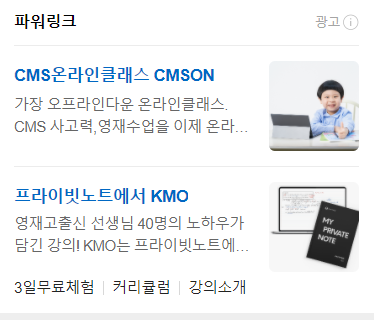 파워링크
광고
CMS온라인클래스 CMSON
가장 오프라인다운 온라인클래스.
CMS 사고력,영재수업을 이제 온라...
프라이빗노트에서 KMO
영재고출신 선생님 40명의 노하우가
담긴 강의! KMO는 프라이빗노트에...
MY
PRIVATE
NOTE
3일무료체험
커리큘럼
강의소개